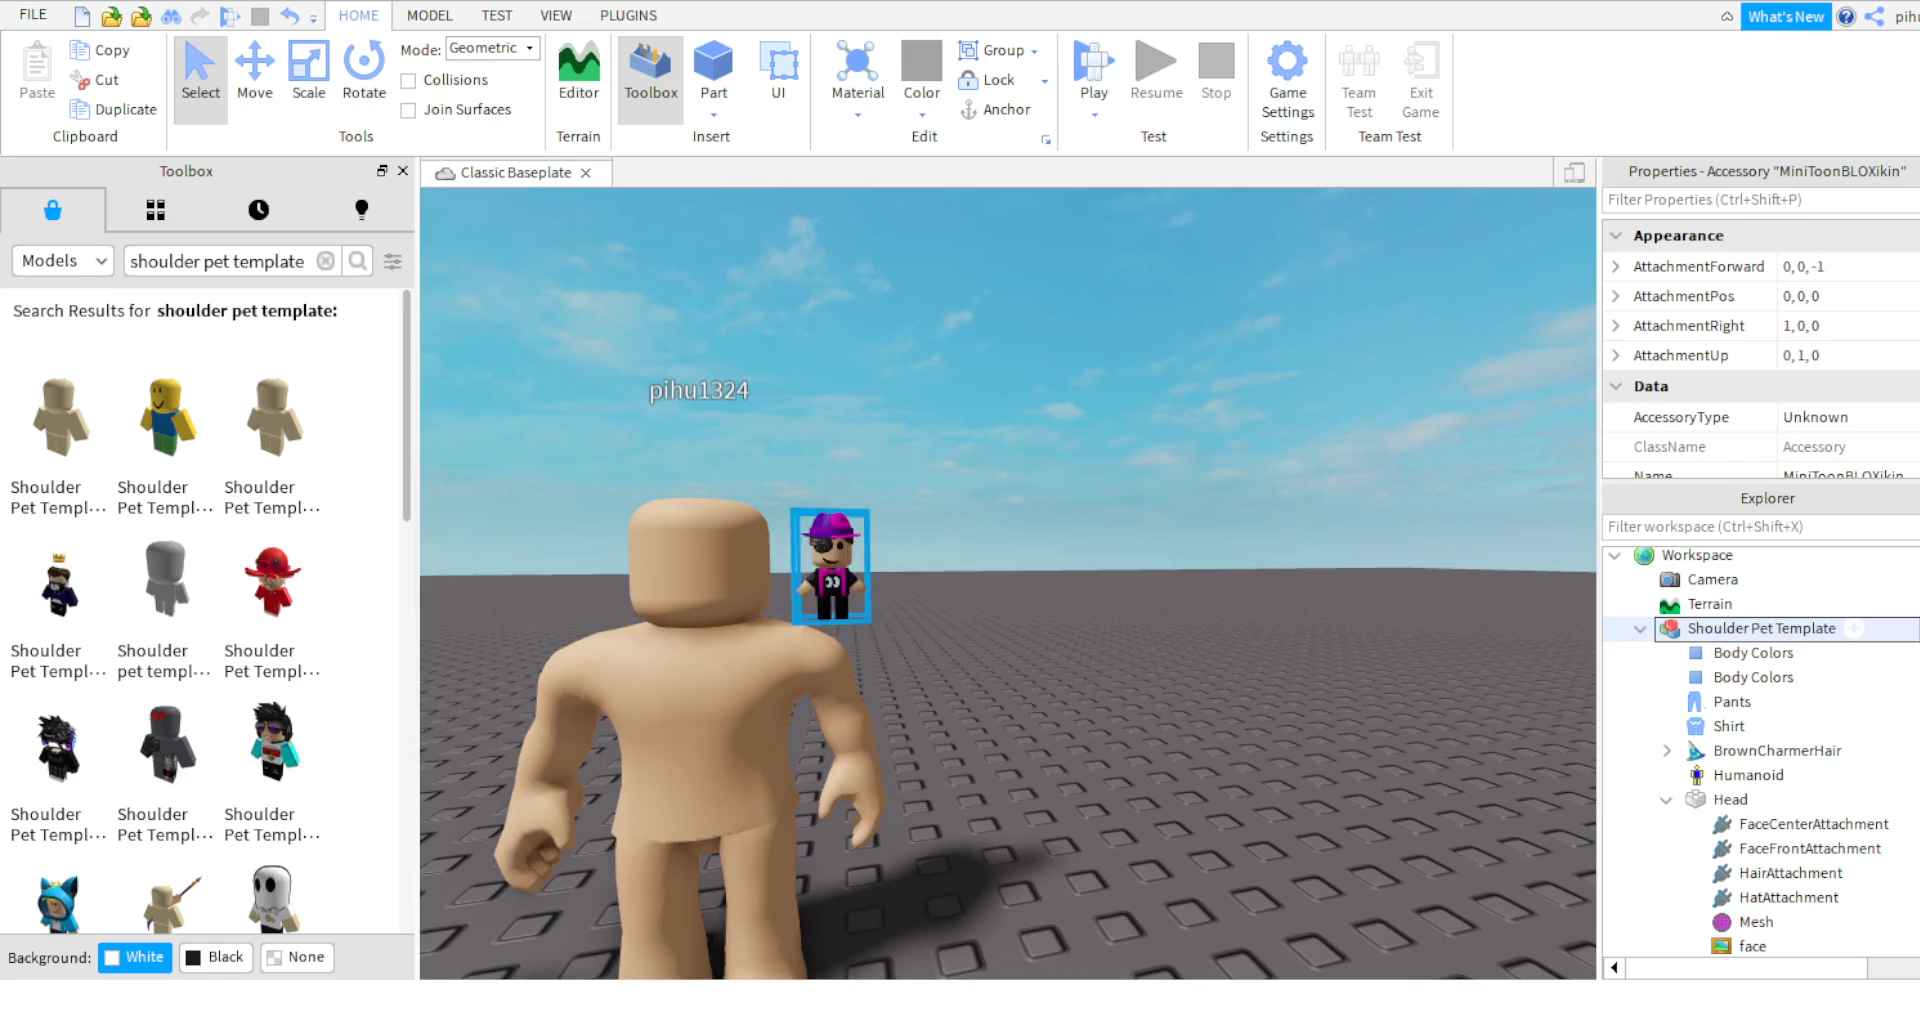 FILE
HOME
MODEL
TEST
VIEW
PLUGINS
What's New
Paste
Copy
Cut
Duplicate
Clipboard
Select
Move
Scale
Rotate
Mode: Geometric
Collisions
Join Surfaces
Tools
Editor
Terrain
Toolbox
Part
UI
Insert
Material
Color
Group
Lock
Anchor
Edit
Play
Resume
Stop
Test
Game
Settings
Settings
Team
Test
Exit
Game
Team Test
Toolbox
Models
shoulder pet template
Search Results for shoulder pet template:
Shoulder
Pet Templ...
Shoulder
Pet Templ...
Shoulder
Pet Templ...
Shoulder
Pet Templ...
Shoulder
pet templ...
Shoulder
Pet Templ...
Shoulder
Pet Templ...
Shoulder
Pet Templ...
Shoulder
Pet Templ...
Background: White Black None
Classic Baseplate
pihu1324
Properties - Accessory "MiniToonBLOXikin"
Filter Properties (Ctrl+Shift+P)
Appearance
AttachmentForward 0, 0, -1
AttachmentPos 0, 0, 0
AttachmentRight 1, 0, 0
AttachmentUp 0, 1, 0
Data
AccessoryType Unknown
ClassName Accessory
Name MiniToonBLOXikin
Explorer
Filter workspace (Ctrl+Shift+X)
Workspace
Camera
Terrain
Shoulder Pet Template
Body Colors
Body Colors
Pants
Shirt
BrownCharmerHair
Humanoid
Head
FaceCenterAttachment
FaceFrontAttachment
HairAttachment
HatAttachment
Mesh
face